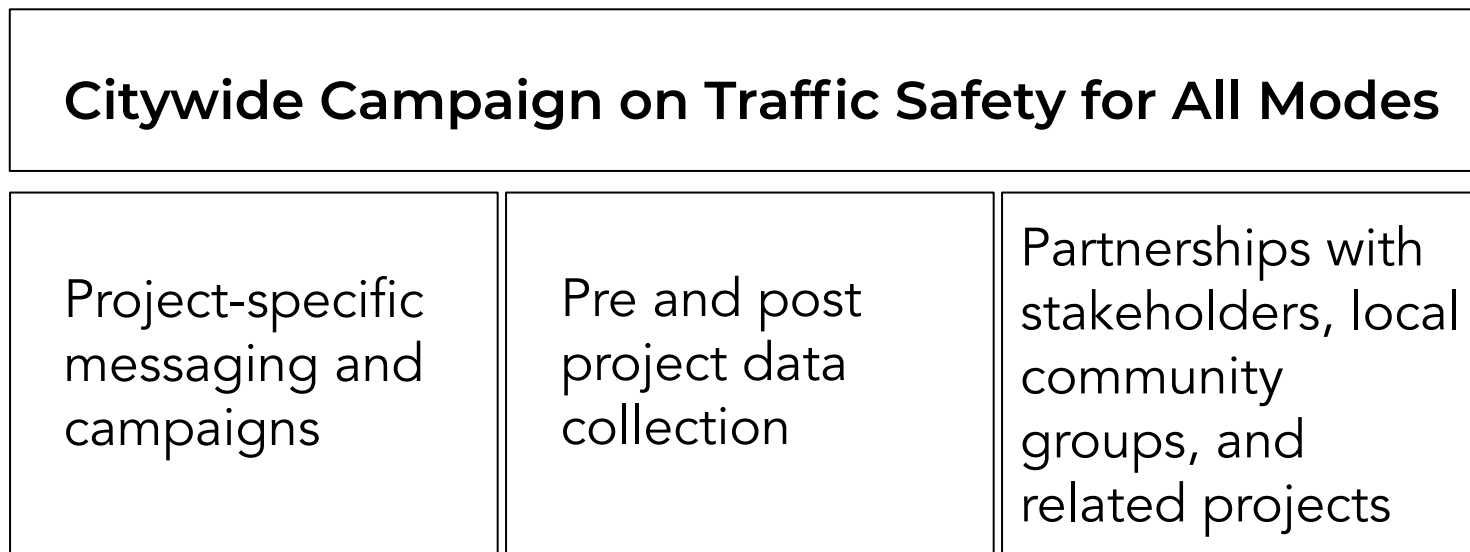 Citywide Campaign on Traffic Safety for All Modes
Project-specific
messaging and
campaigns
Pre and post
project data
collection
Partnerships with
stakeholders, local
community
groups, and
related projects